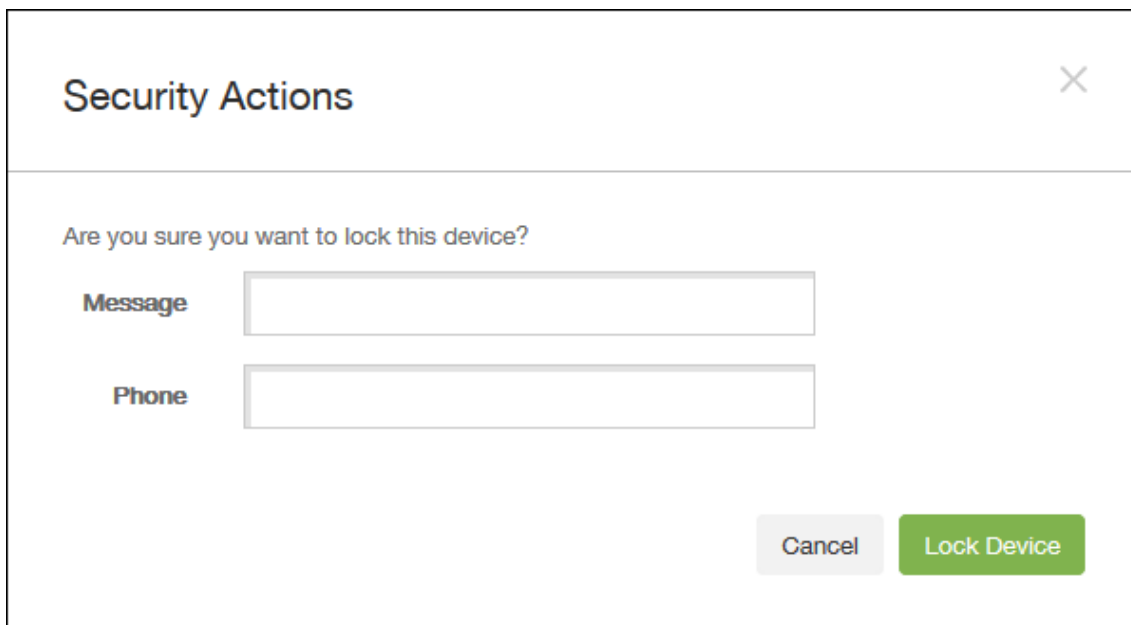 Security Actions
Are you sure you want to lock this device?
Message
Phone
Cancel
Lock Device